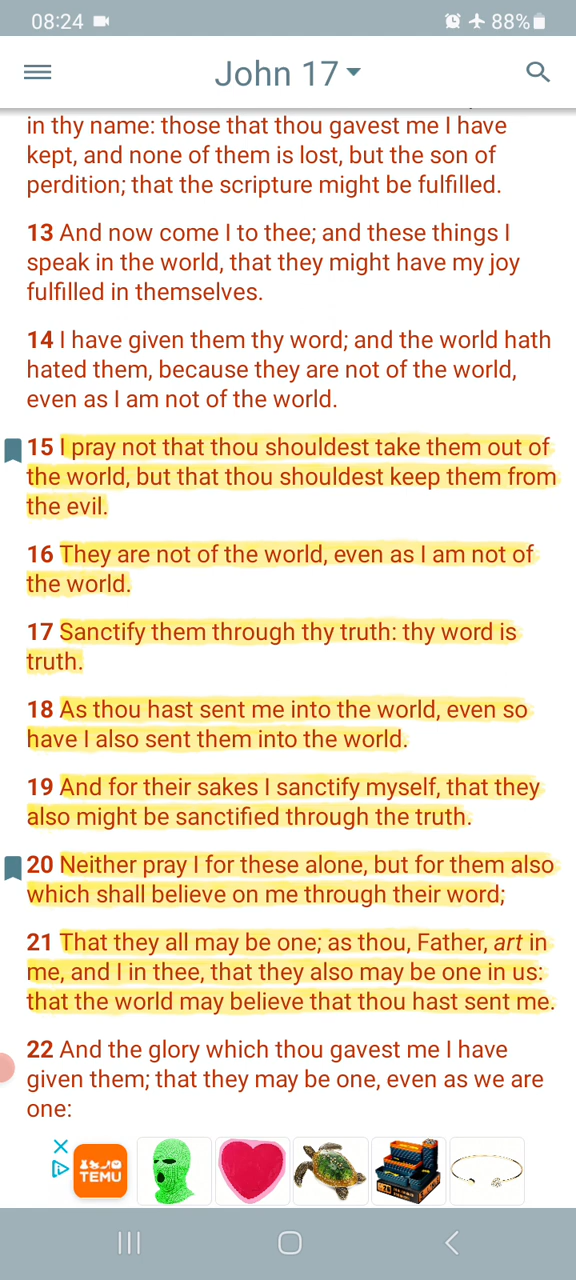 08:24
88%
John 17
in thy name: those that thou gavest me I have
kept, and none of them is lost, but the son of
perdition; that the scripture might be fulfilled.
13 And now come I to thee; and these things I
speak in the world, that they might have my joy
fulfilled in themselves.
14 I have given them thy word; and the world hath
hated them, because they are not of the world,
even as I am not of the world.
15 I pray not that thou shouldest take them out of
the world, but that thou shouldest keep them from
the evil.
16 They are not of the world, even as I am not of
the world.
17 Sanctify them through thy truth: thy word is
truth.
18 As thou hast sent me into the world, even so
have I also sent them into the world.
19 And for their sakes I sanctify myself, that they
also might be sanctified through the truth.
20 Neither pray I for these alone, but for them also
which shall believe on me through their word;
21 That they all may be one; as thou, Father, art in
me, and I in thee, that they also may be one in us:
that the world may believe that thou hast sent me.
22 And the glory which thou gavest me I have
given them; that they may be one, even as we are
one:
TEMU